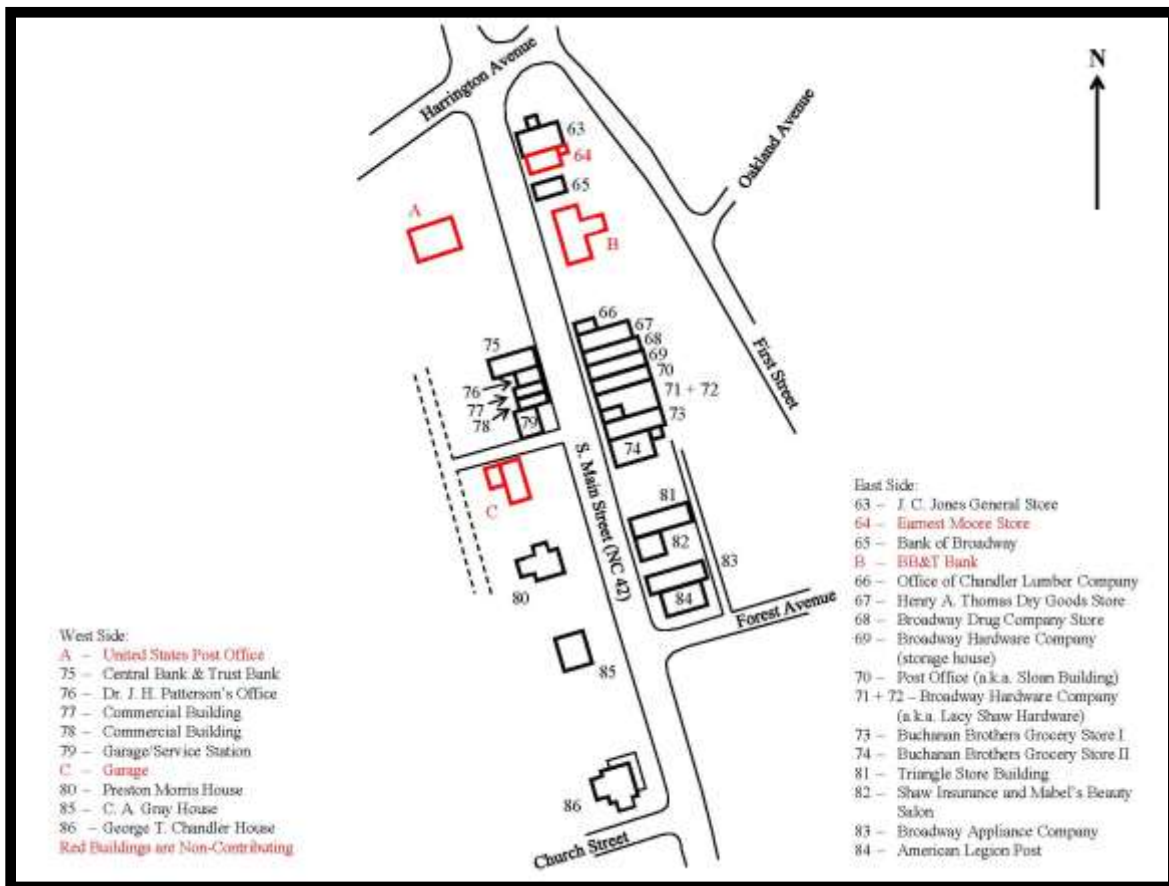 N
Harrington Avenue
63
64
65
Oakland Avenue
A
B
66
67
75
68
69
70
First Street
76
71 + 72
77
73
78
79
74
S. Main Street (NC 42)
C
81
82
83
80
84
Forest Avenue
85
86
Church Street
West Side:
A – United States Post Office
75 – Central Bank & Trust Bank
76 – Dr. J. H. Patterson's Office
77 – Commercial Building
78 – Commercial Building
79 – Garage/Service Station
C – Garage
80 – Preston Morris House
85 – C. A. Gray House
86 – George T. Chandler House
Red Buildings are Non-Contributing
East Side:
63 – J. C. Jones General Store
64 – Earnest Moore Store
65 – Bank of Broadway
B – BB&T Bank
66 – Office of Chandler Lumber Company
67 – Henry A. Thomas Dry Goods Store
68 – Broadway Drug Company Store
69 – Broadway Hardware Company
(storage house)
70 – Post Office (a.k.a. Sloan Building)
71 + 72 – Broadway Hardware Company
(a.k.a. Lacy Shaw Hardware)
73 – Buchanan Brothers Grocery Store I
74 – Buchanan Brothers Grocery Store II
81 – Triangle Store Building
82 – Shaw Insurance and Mabel's Beauty
Salon
83 – Broadway Appliance Company
84 – American Legion Post